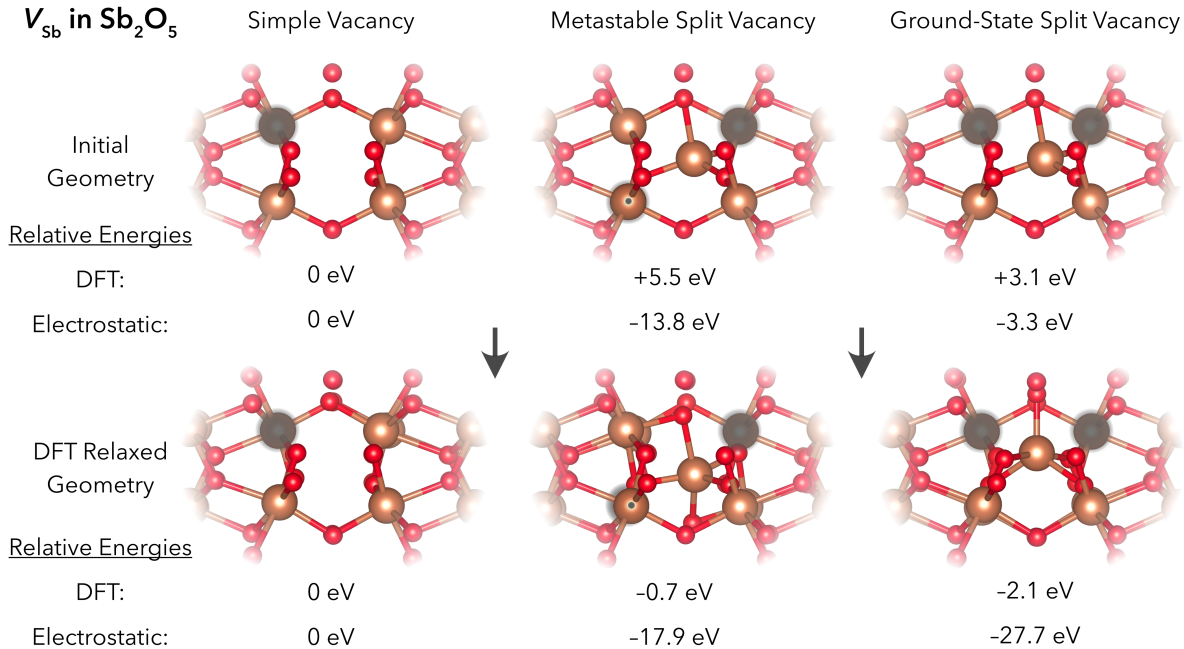 V_Sb in Sb₂O₅ Simple Vacancy Metastable Split Vacancy Ground-State Split Vacancy
Initial
Geometry
Relative Energies
DFT: 0 eV +5.5 eV +3.1 eV
Electrostatic: 0 eV –13.8 eV –3.3 eV
DFT Relaxed
Geometry
Relative Energies
DFT: 0 eV –0.7 eV –2.1 eV
Electrostatic: 0 eV –17.9 eV –27.7 eV